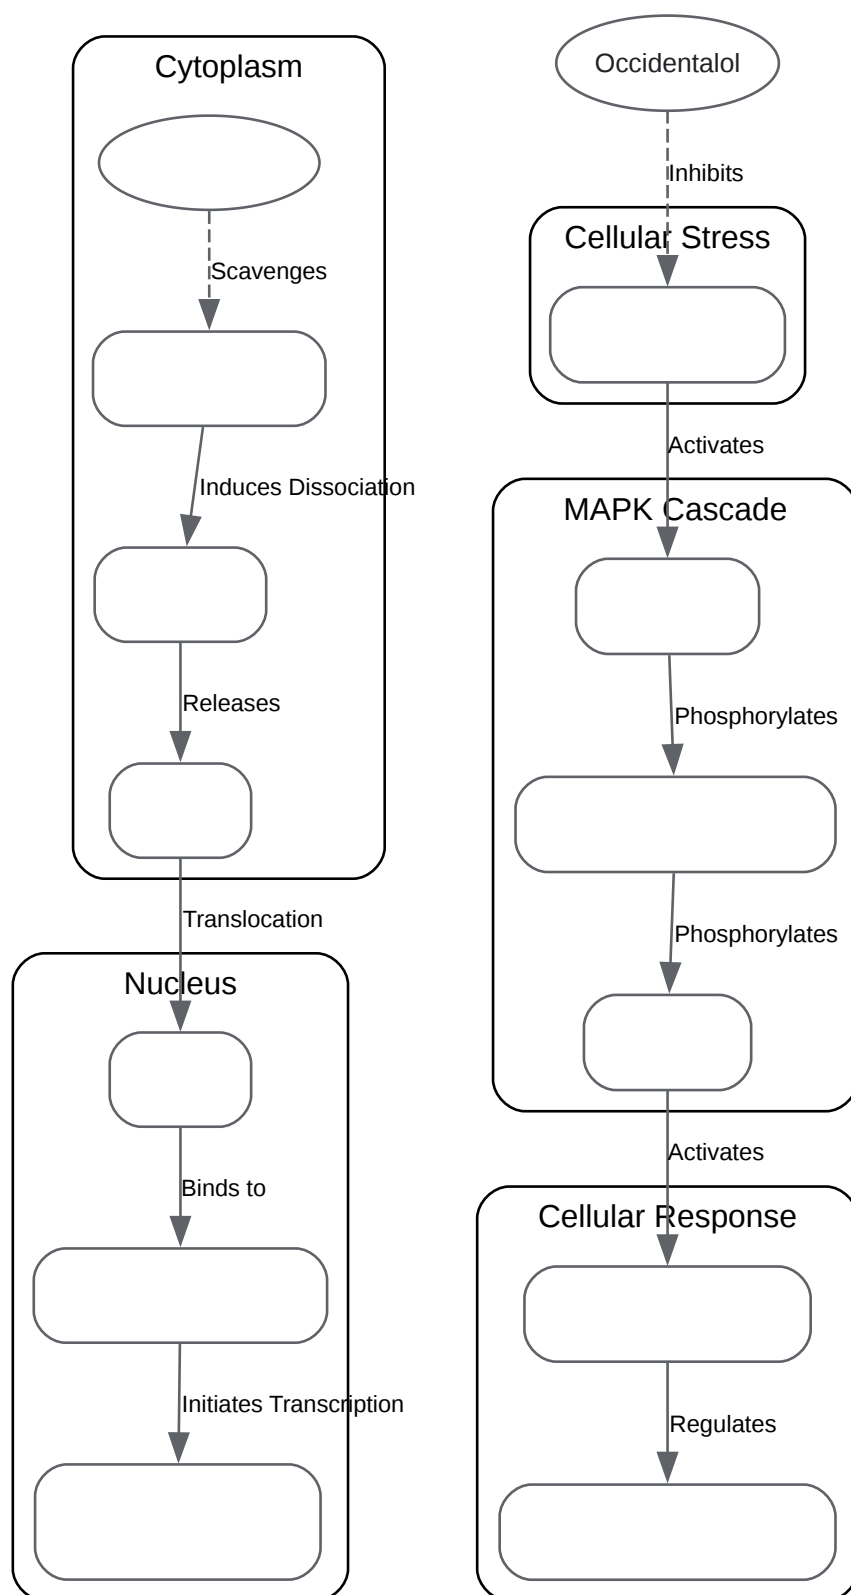 Cytoplasm
Scavenges
Induces Dissociation
Releases
Translocation
Nucleus
Binds to
Initiates Transcription
Occidentalol
Inhibits
Cellular Stress
Activates
MAPK Cascade
Phosphorylates
Phosphorylates
Activates
Cellular Response
Regulates